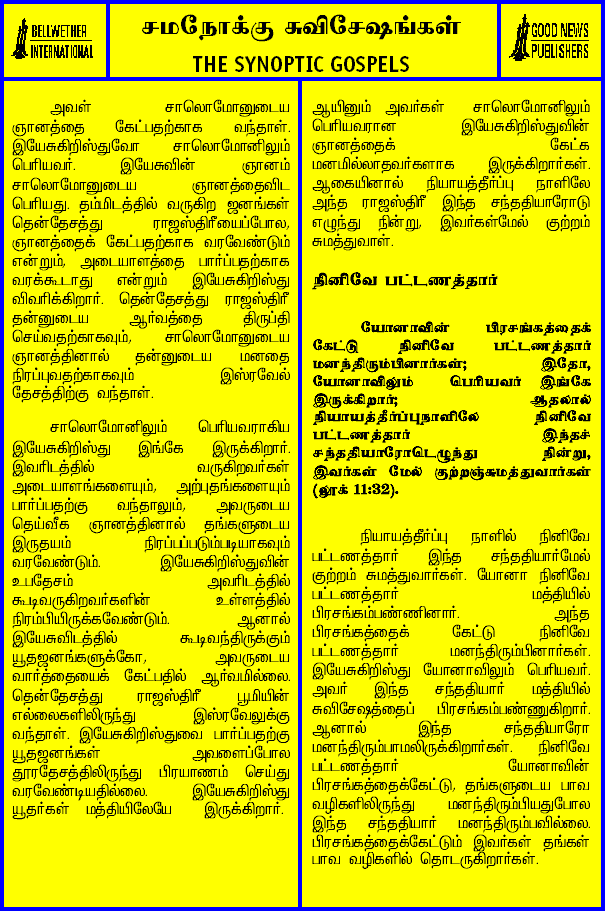 BELLWETHER
INTERNATIONAL
சமநோக்கு சுவிசேஷங்கள்
THE SYNOPTIC GOSPELS
GOOD NEWS
PUBLISHERS
அவள் சாலொமோனுடைய
ஞானத்தை கேட்பதற்காக வந்தாள்.
இயேசுகிறிஸ்துவோ சாலொமோனிலும்
பெரியவர். இயேசுவின் ஞானம்
சாலொமோனுடைய ஞானத்தைவிட
பெரியது. தம்மிடத்தில் வருகிற ஜனங்கள்
தென்தேசத்து ராஜஸ்திரீயைப்போல,
ஞானத்தைக் கேட்பதற்காக வரவேண்டும்
என்றும், அடையாளத்தை பார்ப்பதற்காக
வரக்கூடாது என்றும் இயேசுகிறிஸ்து
விவரிக்கிறார். தென்தேசத்து ராஜஸ்திரீ
தன்னுடைய ஆர்வத்தை திருப்தி
செய்வதற்காகவும், சாலொமோனுடைய
ஞானத்தினால் தன்னுடைய மனதை
நிரப்புவதற்காகவும் இஸ்ரவேல்
தேசத்திற்கு வந்தாள்.
சாலொமோனிலும் பெரியவராகிய
இயேசுகிறிஸ்து இங்கே இருக்கிறார்.
இவரிடத்தில் வருகிறவர்கள்
அடையாளங்களையும், அற்புதங்களையும்
பார்ப்பதற்கு வந்தாலும், அவருடைய
தெய்வீக ஞானத்தினால் தங்களுடைய
இருதயம் நிரப்பப்படும்படியாகவும்
வரவேண்டும். இயேசுகிறிஸ்துவின்
உபதேசம் அவரிடத்தில்
கூடிவருகிறவர்களின் உள்ளத்தில்
நிரம்பியிருக்கவேண்டும். ஆனால்
இயேசுவிடத்தில் கூடிவந்திருக்கும்
யூதஜனங்களுக்கோ, அவருடைய
வார்த்தையைக் கேட்பதில் ஆர்வமில்லை.
தென்தேசத்து ராஜஸ்திரீ பூமியின்
எல்லைகளிலிருந்து இஸ்ரவேலுக்கு
வந்தாள். இயேசுகிறிஸ்துவை பார்ப்பதற்கு
யூதஜனங்கள் அவளைப்போல
தூரதேசத்திலிருந்து பிரயாணம் செய்து
வரவேண்டியதில்லை. இயேசுகிறிஸ்து
யூதர்கள் மத்தியிலேயே இருக்கிறார்.
ஆயினும் அவர்கள் சாலொமோனிலும்
பெரியவரான இயேசுகிறிஸ்துவின்
ஞானத்தைக் கேட்க
மனமில்லாதவர்களாக இருக்கிறார்கள்.
ஆகையினால் நியாயத்தீர்ப்பு நாளிலே
அந்த ராஜஸ்திரீ இந்த சந்ததியாரோடு
எழுந்து நின்று, இவர்கள்மேல் குற்றம்
சுமத்துவாள்.
நினிவே பட்டணத்தார்
யோனாவின் பிரசங்கத்தைக்
கேட்டு நினிவே பட்டணத்தார்
மனந்திரும்பினார்கள்; இதோ,
யோனாவிலும் பெரியவர் இங்கே
இருக்கிறார்; ஆதலால்
நியாயத்தீர்ப்புநாளிலே நினிவே
பட்டணத்தார் இந்தச்
சந்ததியாரோடெழுந்து நின்று,
இவர்கள் மேல் குற்றஞ்சுமத்துவார்கள்
(லூக் 11:32).
நியாயத்தீர்ப்பு நாளில் நினிவே
பட்டணத்தார் இந்த சந்ததியார்மேல்
குற்றம் சுமத்துவார்கள். யோனா நினிவே
பட்டணத்தார் மத்தியில்
பிரசங்கம்பண்ணினார். அந்த
பிரசங்கத்தைக் கேட்டு நினிவே
பட்டணத்தார் மனந்திரும்பினார்கள்.
இயேசுகிறிஸ்து யோனாவிலும் பெரியவர்.
அவர் இந்த சந்ததியார் மத்தியில்
சுவிசேஷத்தைப் பிரசங்கம்பண்ணுகிறார்.
ஆனால் இந்த சந்ததியாரோ
மனந்திரும்பாமலிருக்கிறார்கள். நினிவே
பட்டணத்தார் யோனாவின்
பிரசங்கத்தைக்கேட்டு, தங்களுடைய பாவ
வழிகளிலிருந்து மனந்திரும்பியதுபோல
இந்த சந்ததியார் மனந்திரும்பவில்லை.
பிரசங்கத்தைக்கேட்டும் இவர்கள் தங்கள்
பாவ வழிகளில் தொடருகிறார்கள்.